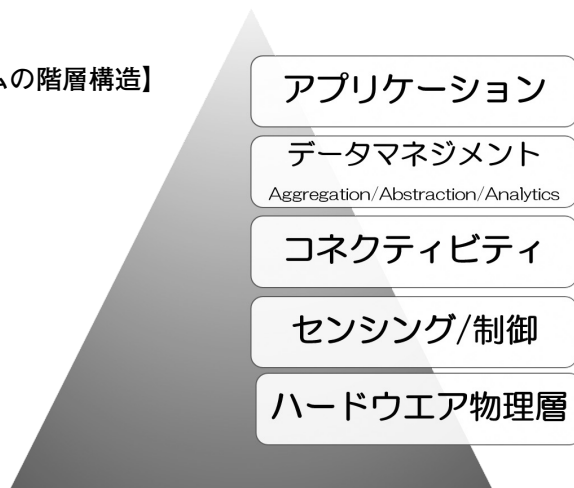 ムの階層構造】
アプリケーション
データマネジメント
Aggregation/Abstraction/Analytics
コネクティビティ
センシング/制御
ハードウエア物理層